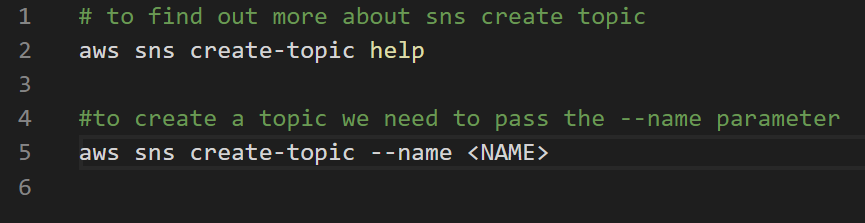 1 # to find out more about sns create topic
2 aws sns create-topic help
3
4 #to create a topic we need to pass the --name parameter
5 aws sns create-topic --name <NAME>
6